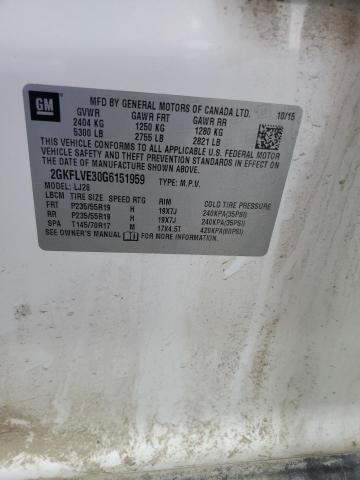 GM
MFD BY GENERAL MOTORS OF CANADA LTD. 10/15
GVWR GAWR FRT GAWR RR
2404 KG 1250 KG 1280 KG
5300 LB 2755 LB 2821 LB
THIS VEHICLE CONFORMS TO ALL APPLICABLE U.S. FEDERAL MOTOR
VEHICLE SAFETY STANDARDS IN EFFECT ON
THE DATE OF MANUFACTURE SHOWN ABOVE.
2GKFLVE30G6151959 TYPE: M.P.V.
MODEL: LJ26
LBCM TIRE SIZE SPEED RTG RIM COLD TIRE PRESSURE
FRT P235/55R19 H 19X7J 240KPA(35PSI)
RR P235/55R19 H 19X7J 240KPA(35PSI)
SPA T145/70R17 M 17X4.5T 420KPA(60PSI)
SEE OWNER'S MANUAL FOR MORE INFORMATION.